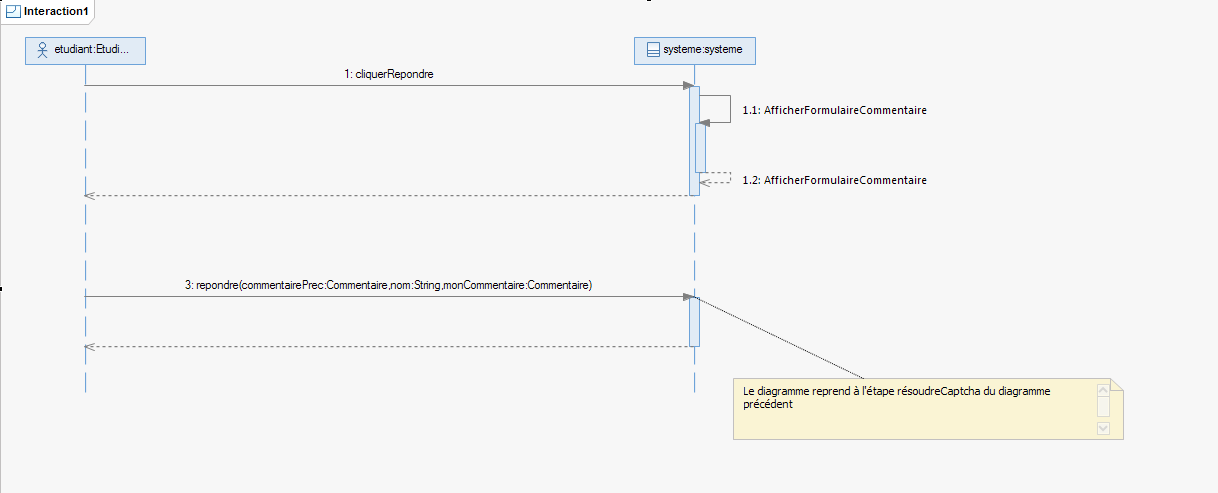 Interaction1
etudiant:Etudi...
systeme:systeme
1: cliquerRepondre
1.1: AfficherFormulaireCommentaire
1.2: AfficherFormulaireCommentaire
3: repondre(commentairePrec:Commentaire,nom:String,monCommentaire:Commentaire)
Le diagramme reprend à l'étape résoudreCaptcha du diagramme
précédent